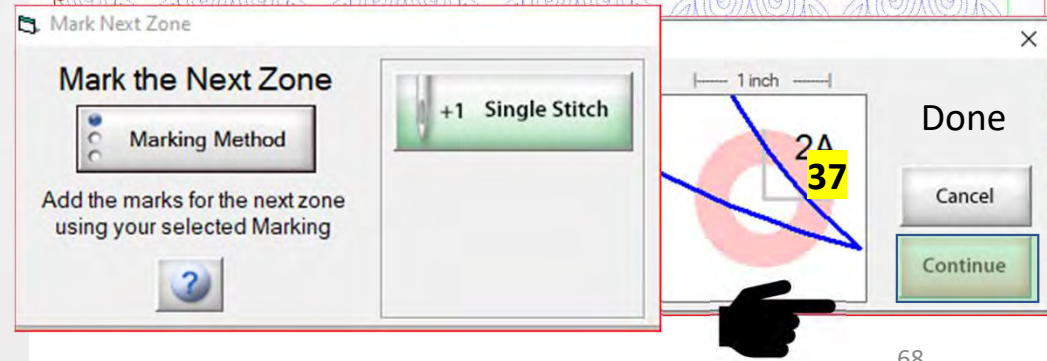 Mark Next Zone
Mark the Next Zone
Marking Method
Add the marks for the next zone
using your selected Marking
?
+1 Single Stitch
1 inch
2A
37
Done
Cancel
Continue
68